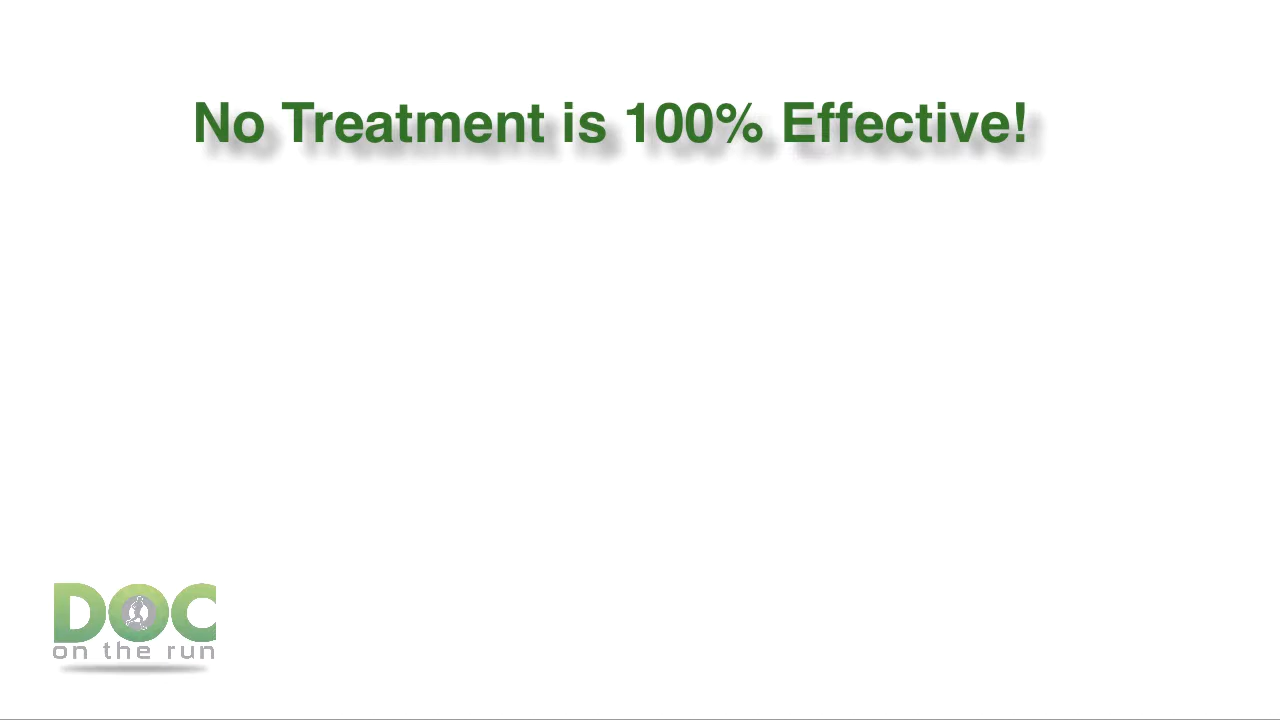 No Treatment is 100% Effective!
DOC
on the run